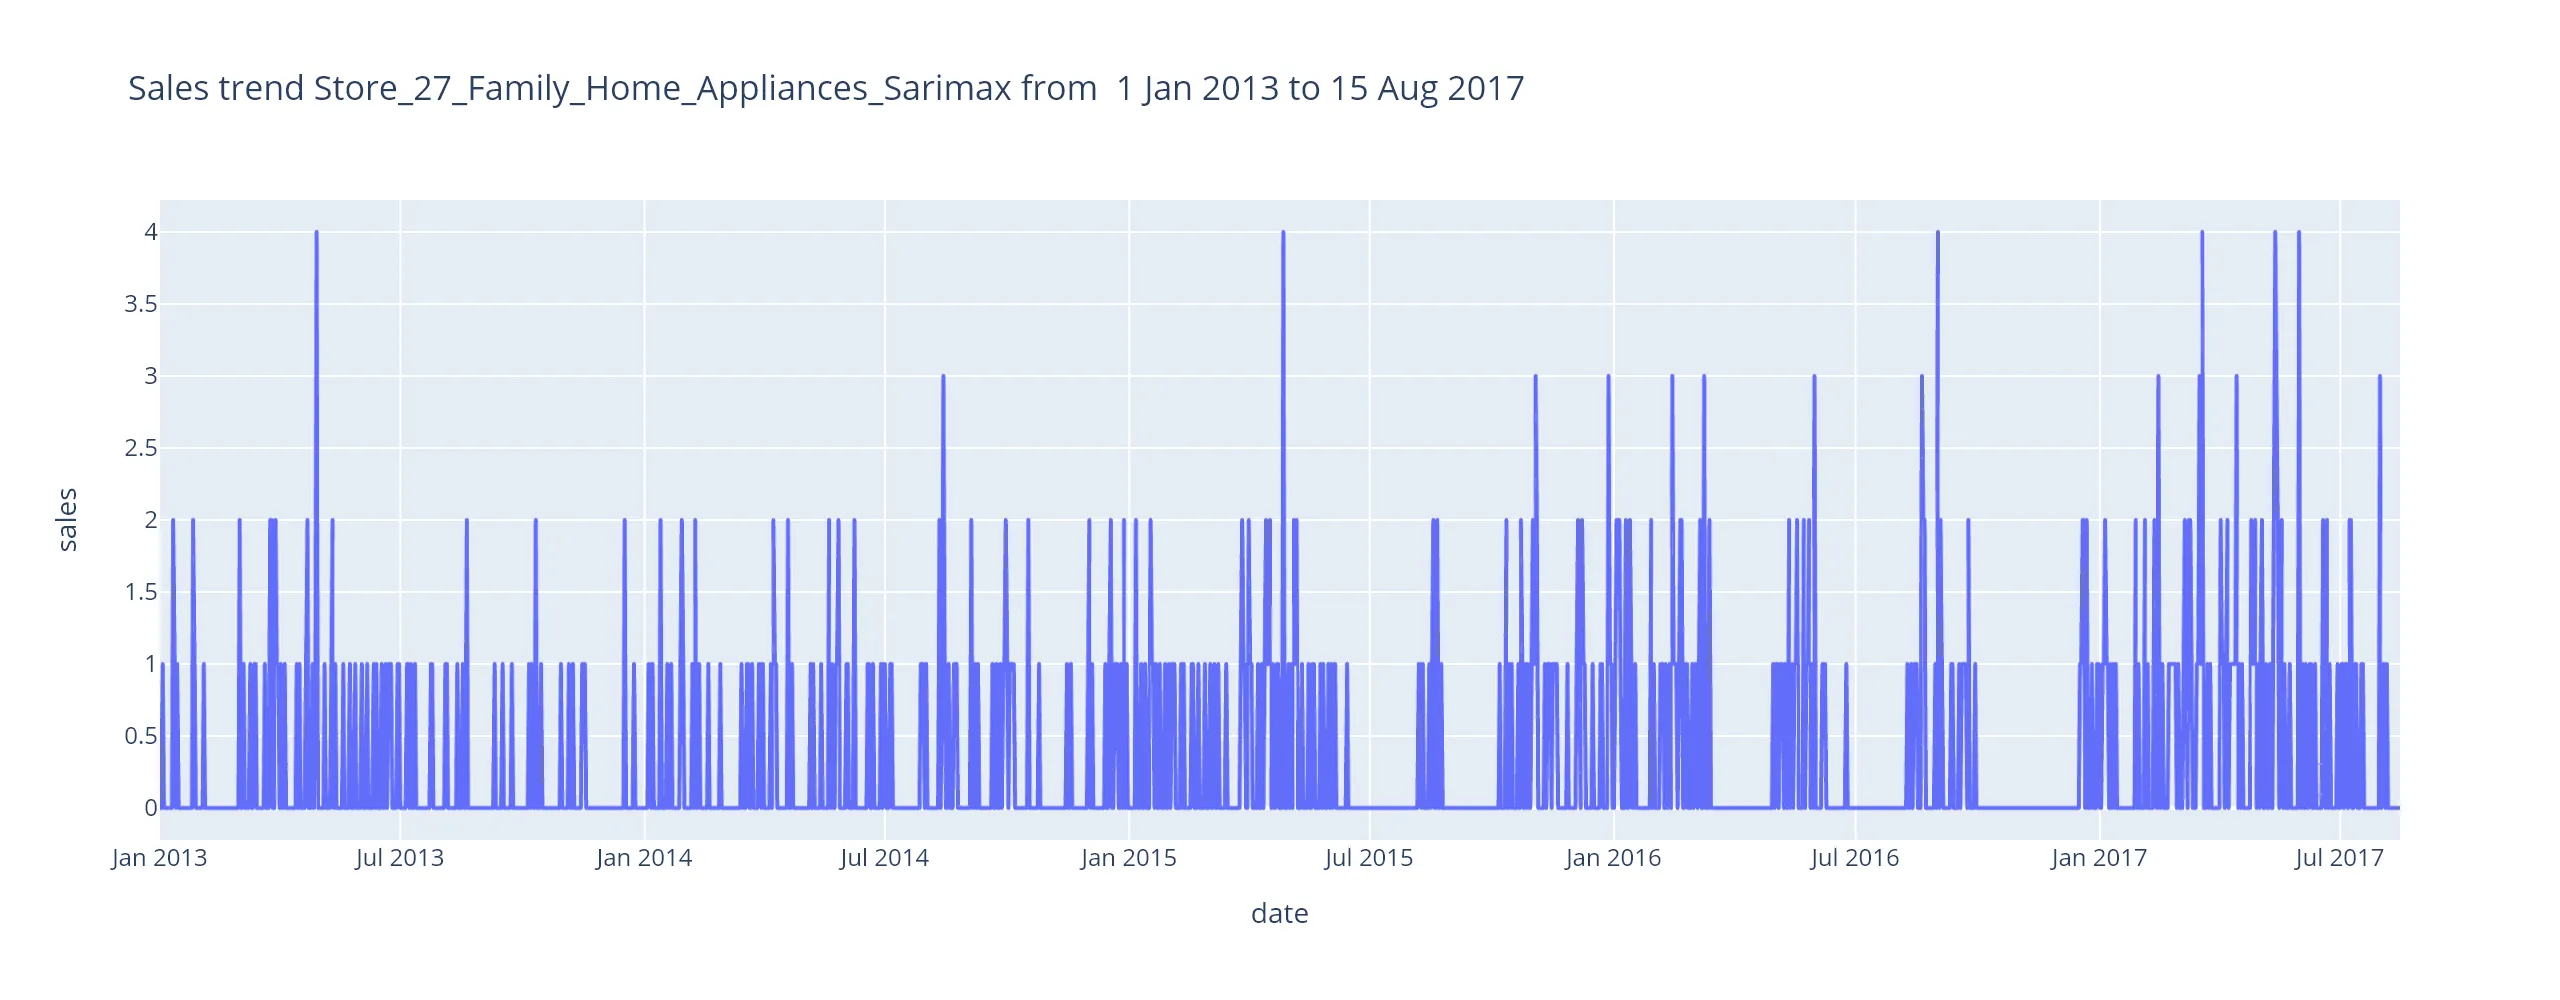 Sales trend Store_27_Family_Home_Appliances_Sarimax from  1 Jan 2013 to 15 Aug 2017
4
3.5
3
2.5
2
1.5
1
0.5
0
sales
Jan 2013 Jul 2013 Jan 2014 Jul 2014 Jan 2015 Jul 2015 Jan 2016 Jul 2016 Jan 2017 Jul 2017
date